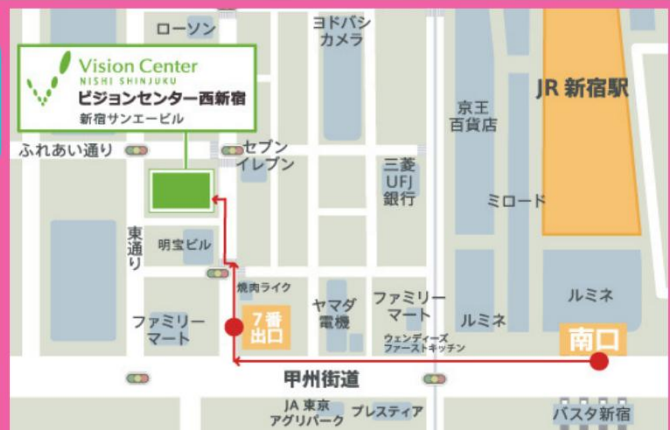 ローソン
ヨドバシ
カメラ
Vision Center
NISHI SHINJUKU
ビジョンセンター西新宿
新宿サンエービル
JR 新宿駅
京王
百貨店
ふれあい通り
セブン
イレブン
三菱
UFJ
銀行
ミロード
東通り
明宝ビル
焼肉ライク
ルミネ
ファミリー
マート
7番
出口
ヤマダ
電機
ファミリー
マート
ルミネ
ウェンディーズ
ファーストキッチン
南口
甲州街道
JA 東京
アグリパーク
プレスティア
バスタ新宿